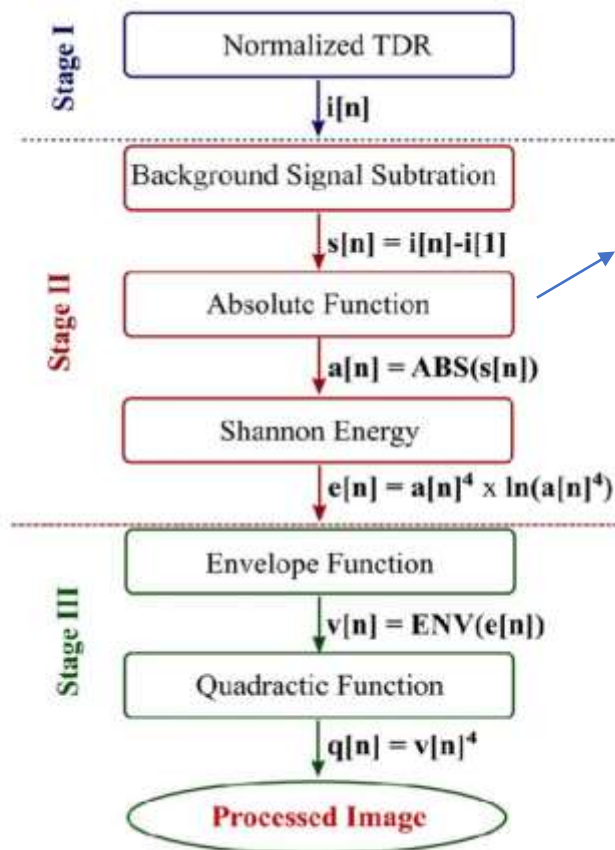 Stage I
Normalized TDR
i[n]
Stage II
Background Signal Subtration
s[n] = i[n]-i[1]
Absolute Function
a[n] = ABS(s[n])
Shannon Energy
e[n] = a[n]⁴ x ln(a[n]⁴)
Stage III
Envelope Function
v[n] = ENV(e[n])
Quadractic Function
q[n] = v[n]⁴
Processed Image